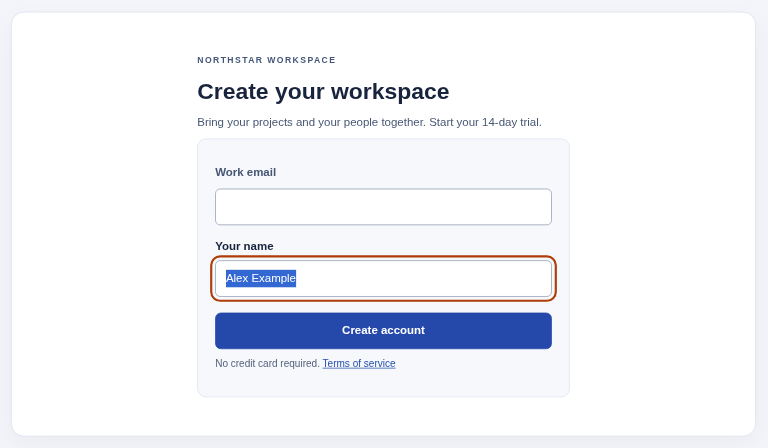 NORTHSTAR WORKSPACE
Create your workspace
Bring your projects and your people together. Start your 14-day trial.
Work email
Your name
Alex Example
Create account
No credit card required. Terms of service